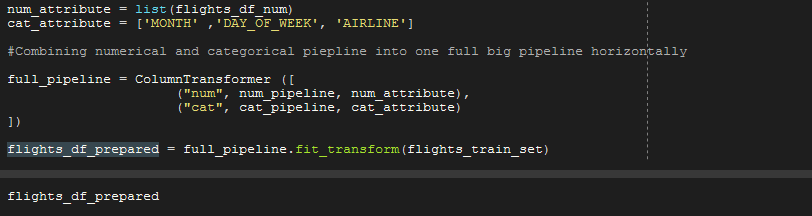 num_attribute = list(flights_df_num)
cat_attribute = ['MONTH' ,'DAY_OF_WEEK', 'AIRLINE']
#Combining numerical and categorical piepline into one full big pipeline horizontally
full_pipeline = ColumnTransformer ([
("num", num_pipeline, num_attribute),
("cat", cat_pipeline, cat_attribute)
])
flights_df_prepared = full_pipeline.fit_transform(flights_train_set)
flights_df_prepared